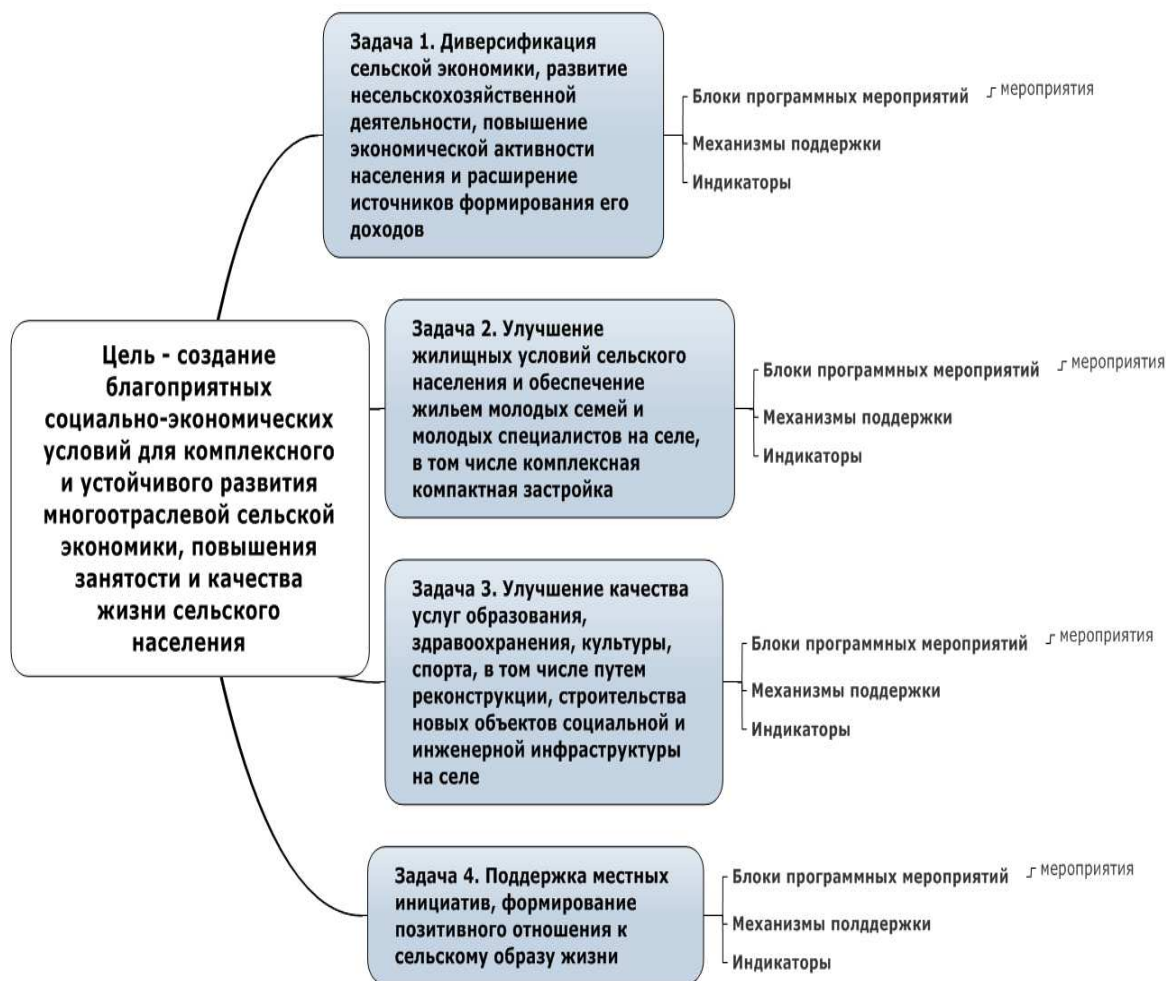 Задача 1. Диверсификация
сельской экономики, развитие
несельскохозяйственной
деятельности, повышение
экономической активности
населения и расширение
источников формирования его
доходов
Блоки программных мероприятий
мероприятия
Механизмы поддержки
Индикаторы
Цель - создание
благоприятных
социально-экономических
условий для комплексного
и устойчивого развития
многоотраслевой сельской
экономики, повышения
занятости и качества
жизни сельского
населения
Задача 2. Улучшение
жилищных условий сельского
населения и обеспечение
жильем молодых семей и
молодых специалистов на селе,
в том числе комплексная
компактная застройка
Блоки программных мероприятий
мероприятия
Механизмы поддержки
Индикаторы
Задача 3. Улучшение качества
услуг образования,
здравоохранения, культуры,
спорта, в том числе путем
реконструкции, строительства
новых объектов социальной и
инженерной инфраструктуры
на селе
Блоки программных мероприятий
мероприятия
Механизмы поддержки
Индикаторы
Задача 4. Поддержка местных
инициатив, формирование
позитивного отношения к
сельскому образу жизни
Блоки программных мероприятий
мероприятия
Механизмы полддержки
Индикаторы